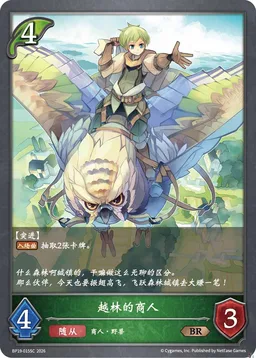 4
【突进】
入场曲 抽取2张卡牌。
什么森林啊城镇的,干嘛做这么无聊的区分。
那么伙伴,今天也要振翅高飞,飞跃森林城镇去大赚一笔!
越林的商人
4
随从
商人・野兽
BR
3
© Cygames, Inc. Published by NetEase Games